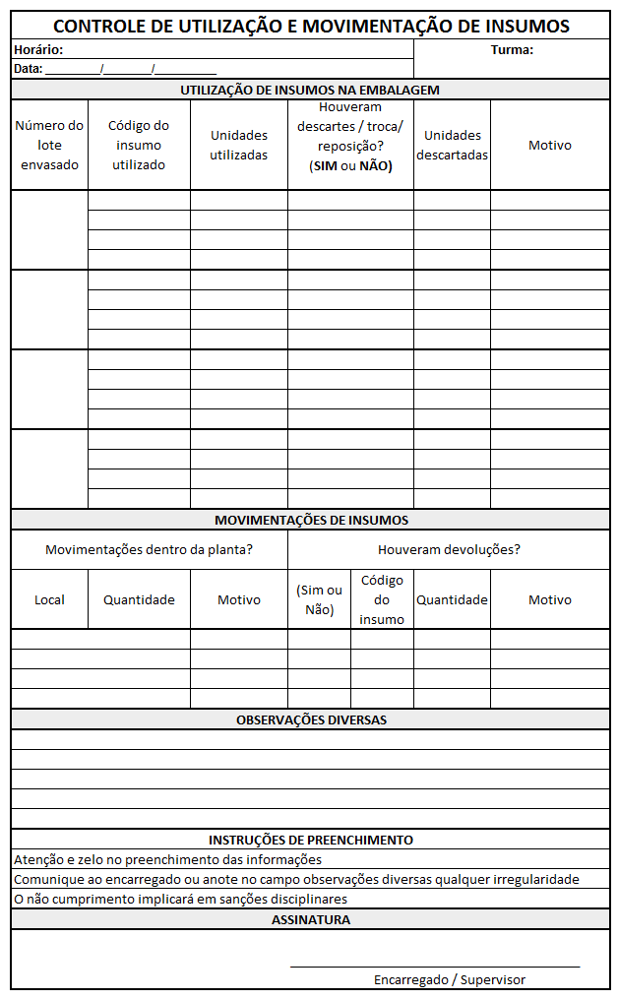 CONTROLE DE UTILIZAÇÃO E MOVIMENTAÇÃO DE INSUMOS
Horário:
Turma:
Data: ________/_______/_________
UTILIZAÇÃO DE INSUMOS NA EMBALAGEM
Número do
lote
envasado
Código do
insumo
utilizado
Unidades
utilizadas
Houveram
descartes / troca/
reposição?
(SIM ou NÃO)
Unidades
descartadas
Motivo
MOVIMENTAÇÕES DE INSUMOS
Movimentações dentro da planta?
Houveram devoluções?
Local
Quantidade
Motivo
(Sim ou
Não)
Código
do
insumo
Quantidade
Motivo
OBSERVAÇÕES DIVERSAS
INSTRUÇÕES DE PREENCHIMENTO
Atenção e zelo no preenchimento das informações
Comunique ao encarregado ou anote no campo observações diversas qualquer irregularidade
O não cumprimento implicará em sanções disciplinares
ASSINATURA
Encarregado / Supervisor